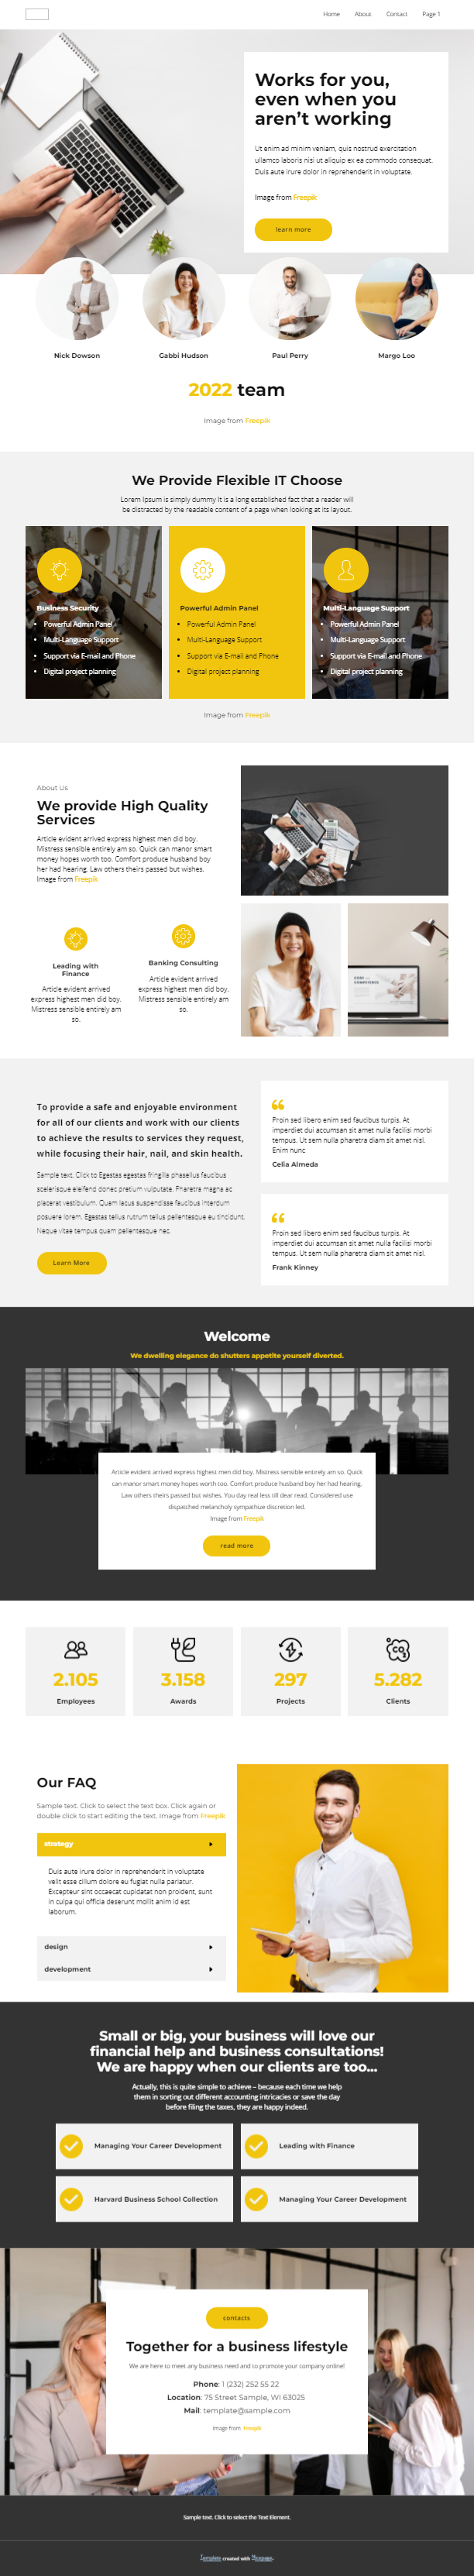 Home About Contact Page 1
Works for you,
even when you
aren't working
Ut enim ad minim veniam, quis nostrud exercitation
ullamco laboris nisi ut aliquip ex ea commodo consequat.
Duis aute irure dolor in reprehenderit in voluptate.
Image from Freepik
learn more
Nick Dowson
Gabbi Hudson
Paul Perry
Margo Loo
2022 team
Image from Freepik
We Provide Flexible IT Choose
Lorem Ipsum is simply dummy It is a long established fact that a reader will
be distracted by the readable content of a page when looking at its layout.
Business Security
• Powerful Admin Panel
• Multi-Language Support
• Support via E-mail and Phone
• Digital project planning
Powerful Admin Panel
• Powerful Admin Panel
• Multi-Language Support
• Support via E-mail and Phone
• Digital project planning
Multi-Language Support
• Powerful Admin Panel
• Multi-Language Support
• Support via E-mail and Phone
• Digital project planning
Image from Freepik
About Us
We provide High Quality
Services
Article evident arrived express highest men did boy.
Mistress sensible entirely am so. Quick can manor smart
money hopes worth too. Comfort produce husband boy
her had hearing. Law others theirs passed but wishes.
Image from Freepik
Leading with
Finance
Article evident arrived
express highest men did boy.
Mistress sensible entirely am
so.
Banking Consulting
Article evident arrived
express highest men did boy.
Mistress sensible entirely am
so.
To provide a safe and enjoyable environment
for all of our clients and work with our clients
to achieve the results to services they request,
while focusing their hair, nail, and skin health.
Sample text. Click to Egestas egestas fringilla phasellus faucibus
scelerisque eleifend donec pretium vulputate. Pharetra magna ac
placerat vestibulum. Quam lacus suspendisse faucibus interdum
posuere lorem. Egestas tellus rutrum tellus pellentesque eu tincidunt.
Neque vitae tempus quam pellentesque nec.
Learn More
Proin sed libero enim sed faucibus turpis. At
imperdiet dui accumsan sit amet nulla facilisi morbi
tempus. Ut sem nulla pharetra diam sit amet nisl.
Enim nunc
Celia Almeda
Proin sed libero enim sed faucibus turpis. At
imperdiet dui accumsan sit amet nulla facilisi morbi
tempus. Ut sem nulla pharetra diam sit amet nisl.
Frank Kinney
Welcome
We dwelling elegance do shutters appetite yourself diverted.
Article evident arrived express highest men did boy. Mistress sensible entirely am so. Quick
can manor smart money hopes worth too. Comfort produce husband boy her had hearing.
Law others theirs passed but wishes. You day real less till dear read. Considered use
dispatched melancholy sympathize discretion led.
Image from Freepik
read more
2.105
Employees
3.158
Awards
297
Projects
5.282
Clients
Our FAQ
Sample text. Click to select the text box. Click again or
double click to start editing the text. Image from Freepik
strategy
Duis aute irure dolor in reprehenderit in voluptate
velit esse cillum dolore eu fugiat nulla pariatur.
Excepteur sint occaecat cupidatat non proident, sunt
in culpa qui officia deserunt mollit anim id est
laborum.
design
development
Small or big, your business will love our
financial help and business consultations!
We are happy when our clients are too...
Actually, this is quite simple to achieve – because each time we help
them in sorting out different accounting intricacies or save the day
before filing the taxes, they are happy indeed.
Managing Your Career Development
Leading with Finance
Harvard Business School Collection
Managing Your Career Development
contacts
Together for a business lifestyle
We are here to meet any business need and to promote your company online!
Phone: 1 (232) 252 55 22
Location: 75 Street Sample, WI 63025
Mail: template@sample.com
Image from Freepik
Sample text. Click to select the Text Element.
Template created with Nicepage.